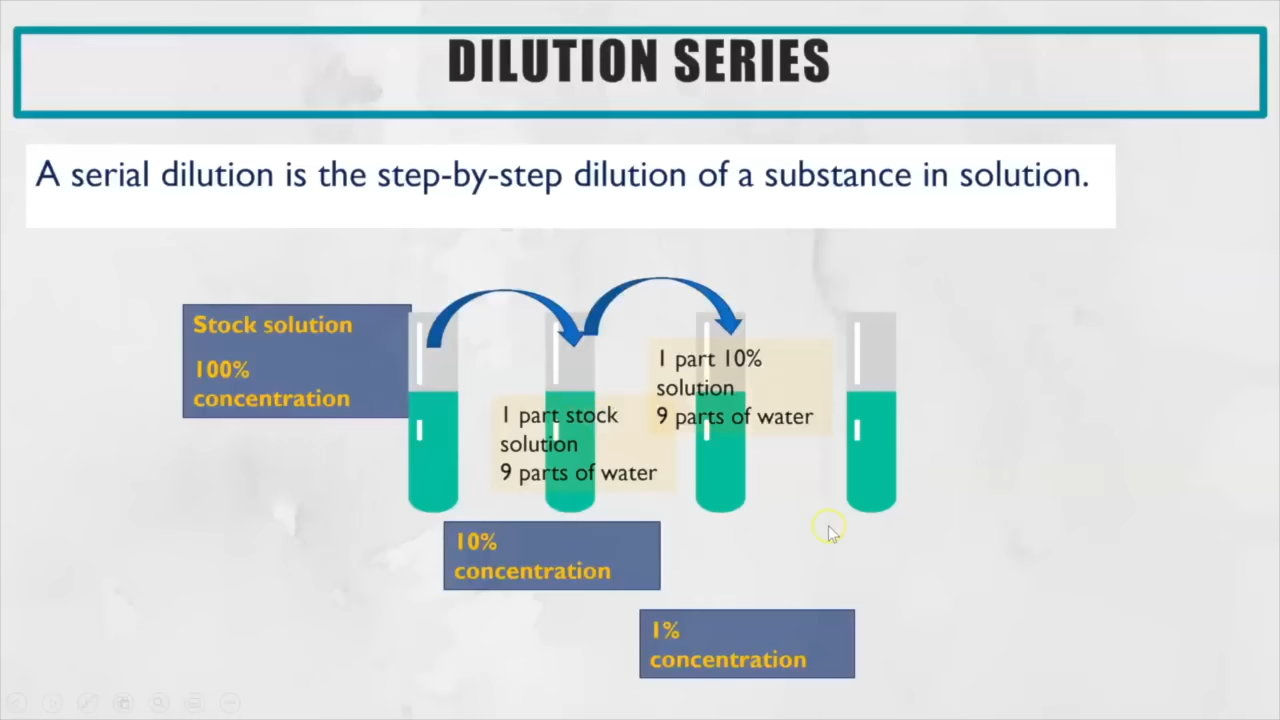 DILUTION SERIES
A serial dilution is the step-by-step dilution of a substance in solution.
Stock solution
100%
concentration
1 part stock
solution
9 parts of water
1 part 10%
solution
9 parts of water
10%
concentration
1%
concentration